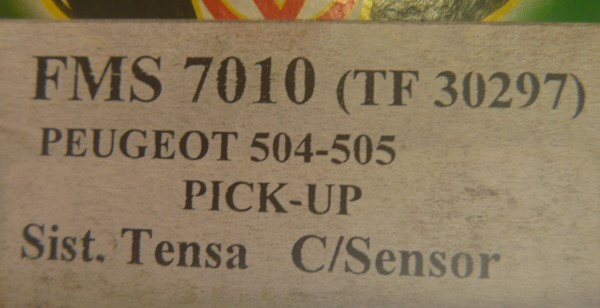 FMS 7010 (TF 30297)
PEUGEOT 504-505
PICK-UP
Sist. Tensa C/Sensor